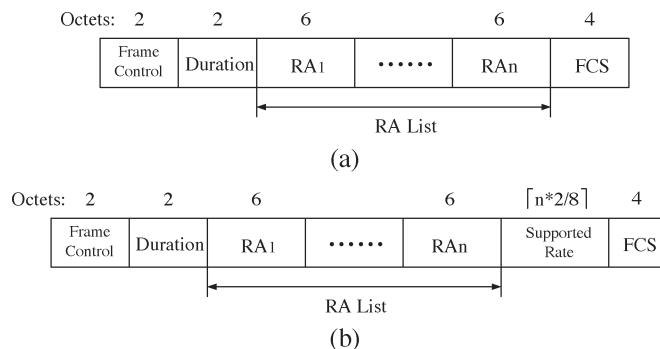 Octets: 2 2 6 6 4
Frame Control Duration RA1 •••••• RAn FCS
RA List
(a)
Octets: 2 2 6 6 ⌈n*2/8⌉ 4
Frame Control Duration RA1 •••••• RAn Supported Rate FCS
RA List
(b)